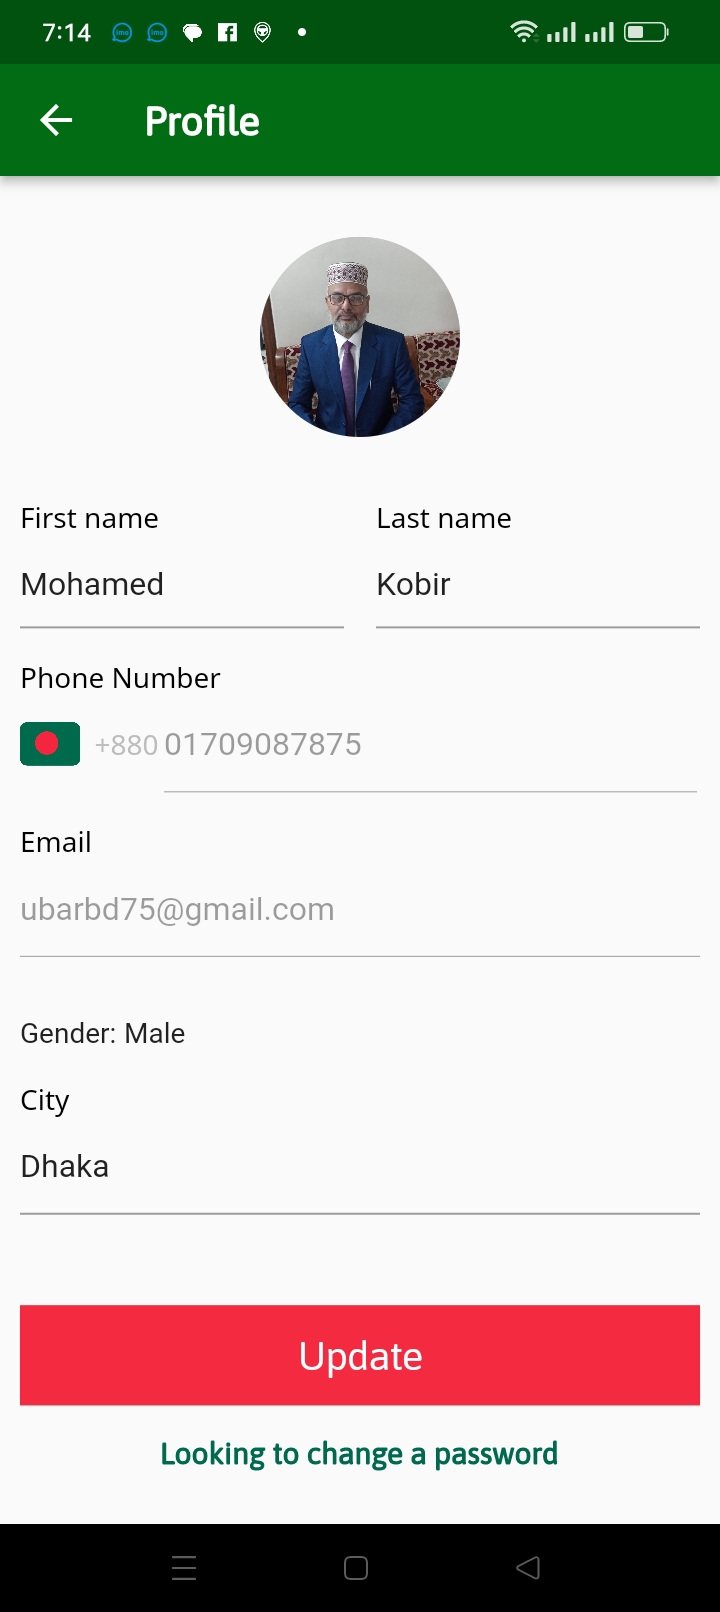 7:14
Profile
First name Last name
Mohamed Kobir
Phone Number
+880 01709087875
Email
ubarbd75@gmail.com
Gender: Male
City
Dhaka
Update
Looking to change a password